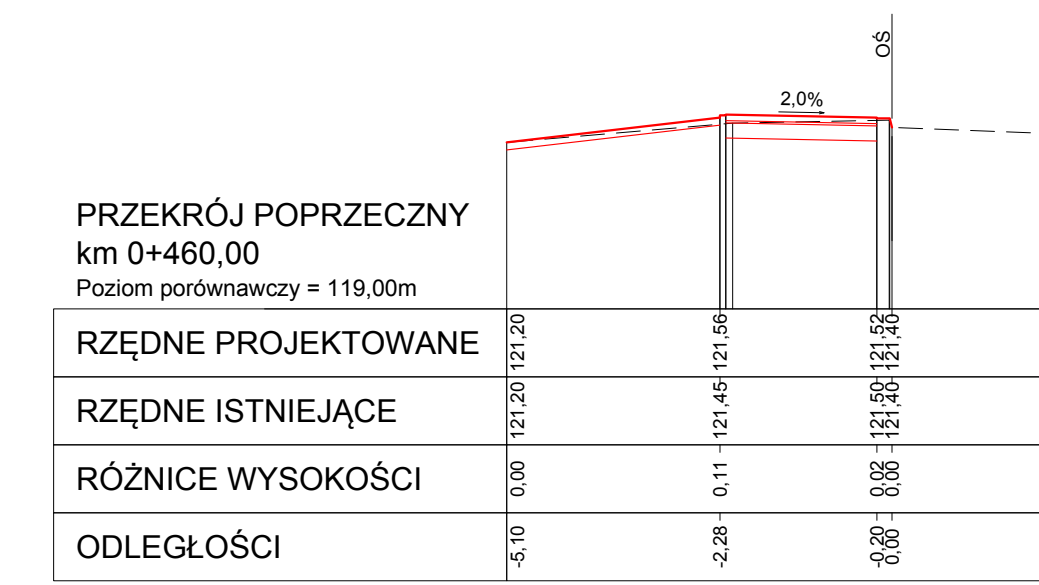 OŚ
2,0%
PRZEKRÓJ POPRZECZNY
km 0+460,00
Poziom porównawczy = 119,00m
RZĘDNE PROJEKTOWANE 121,20 121,56 121,52 121,40
RZĘDNE ISTNIEJĄCE 121,20 121,45 121,50 121,40
RÓŻNICE WYSOKOŚCI 0,00 0,11 0,02 0,00
ODLEGŁOŚCI -5,10 -2,28 -0,20 0,00